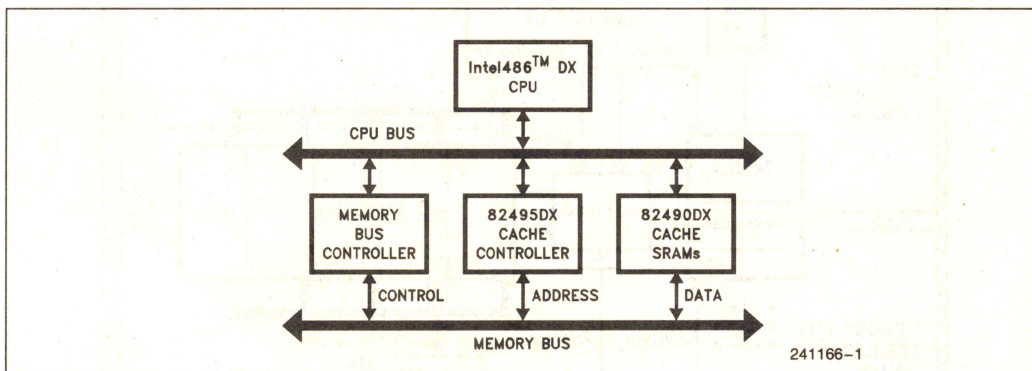 Intel486™ DX
CPU
CPU BUS
MEMORY
BUS
CONTROLLER
82495DX
CACHE
CONTROLLER
82490DX
CACHE
SRAMs
CONTROL
ADDRESS
DATA
MEMORY BUS
241166-1